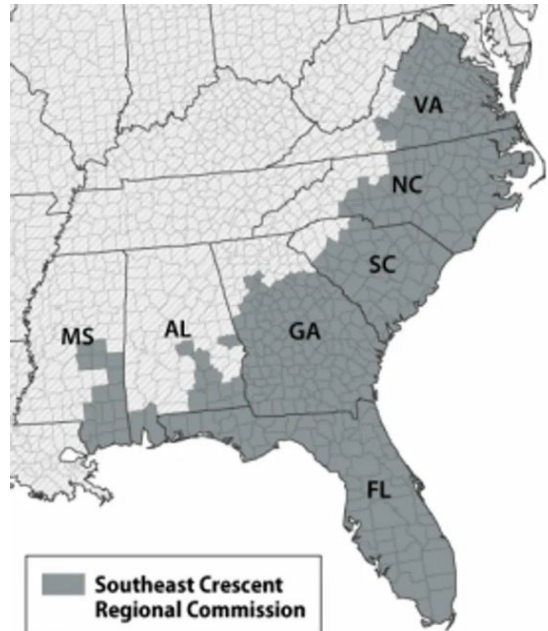 VA
NC
SC
MS
AL
GA
FL
Southeast Crescent
Regional Commission